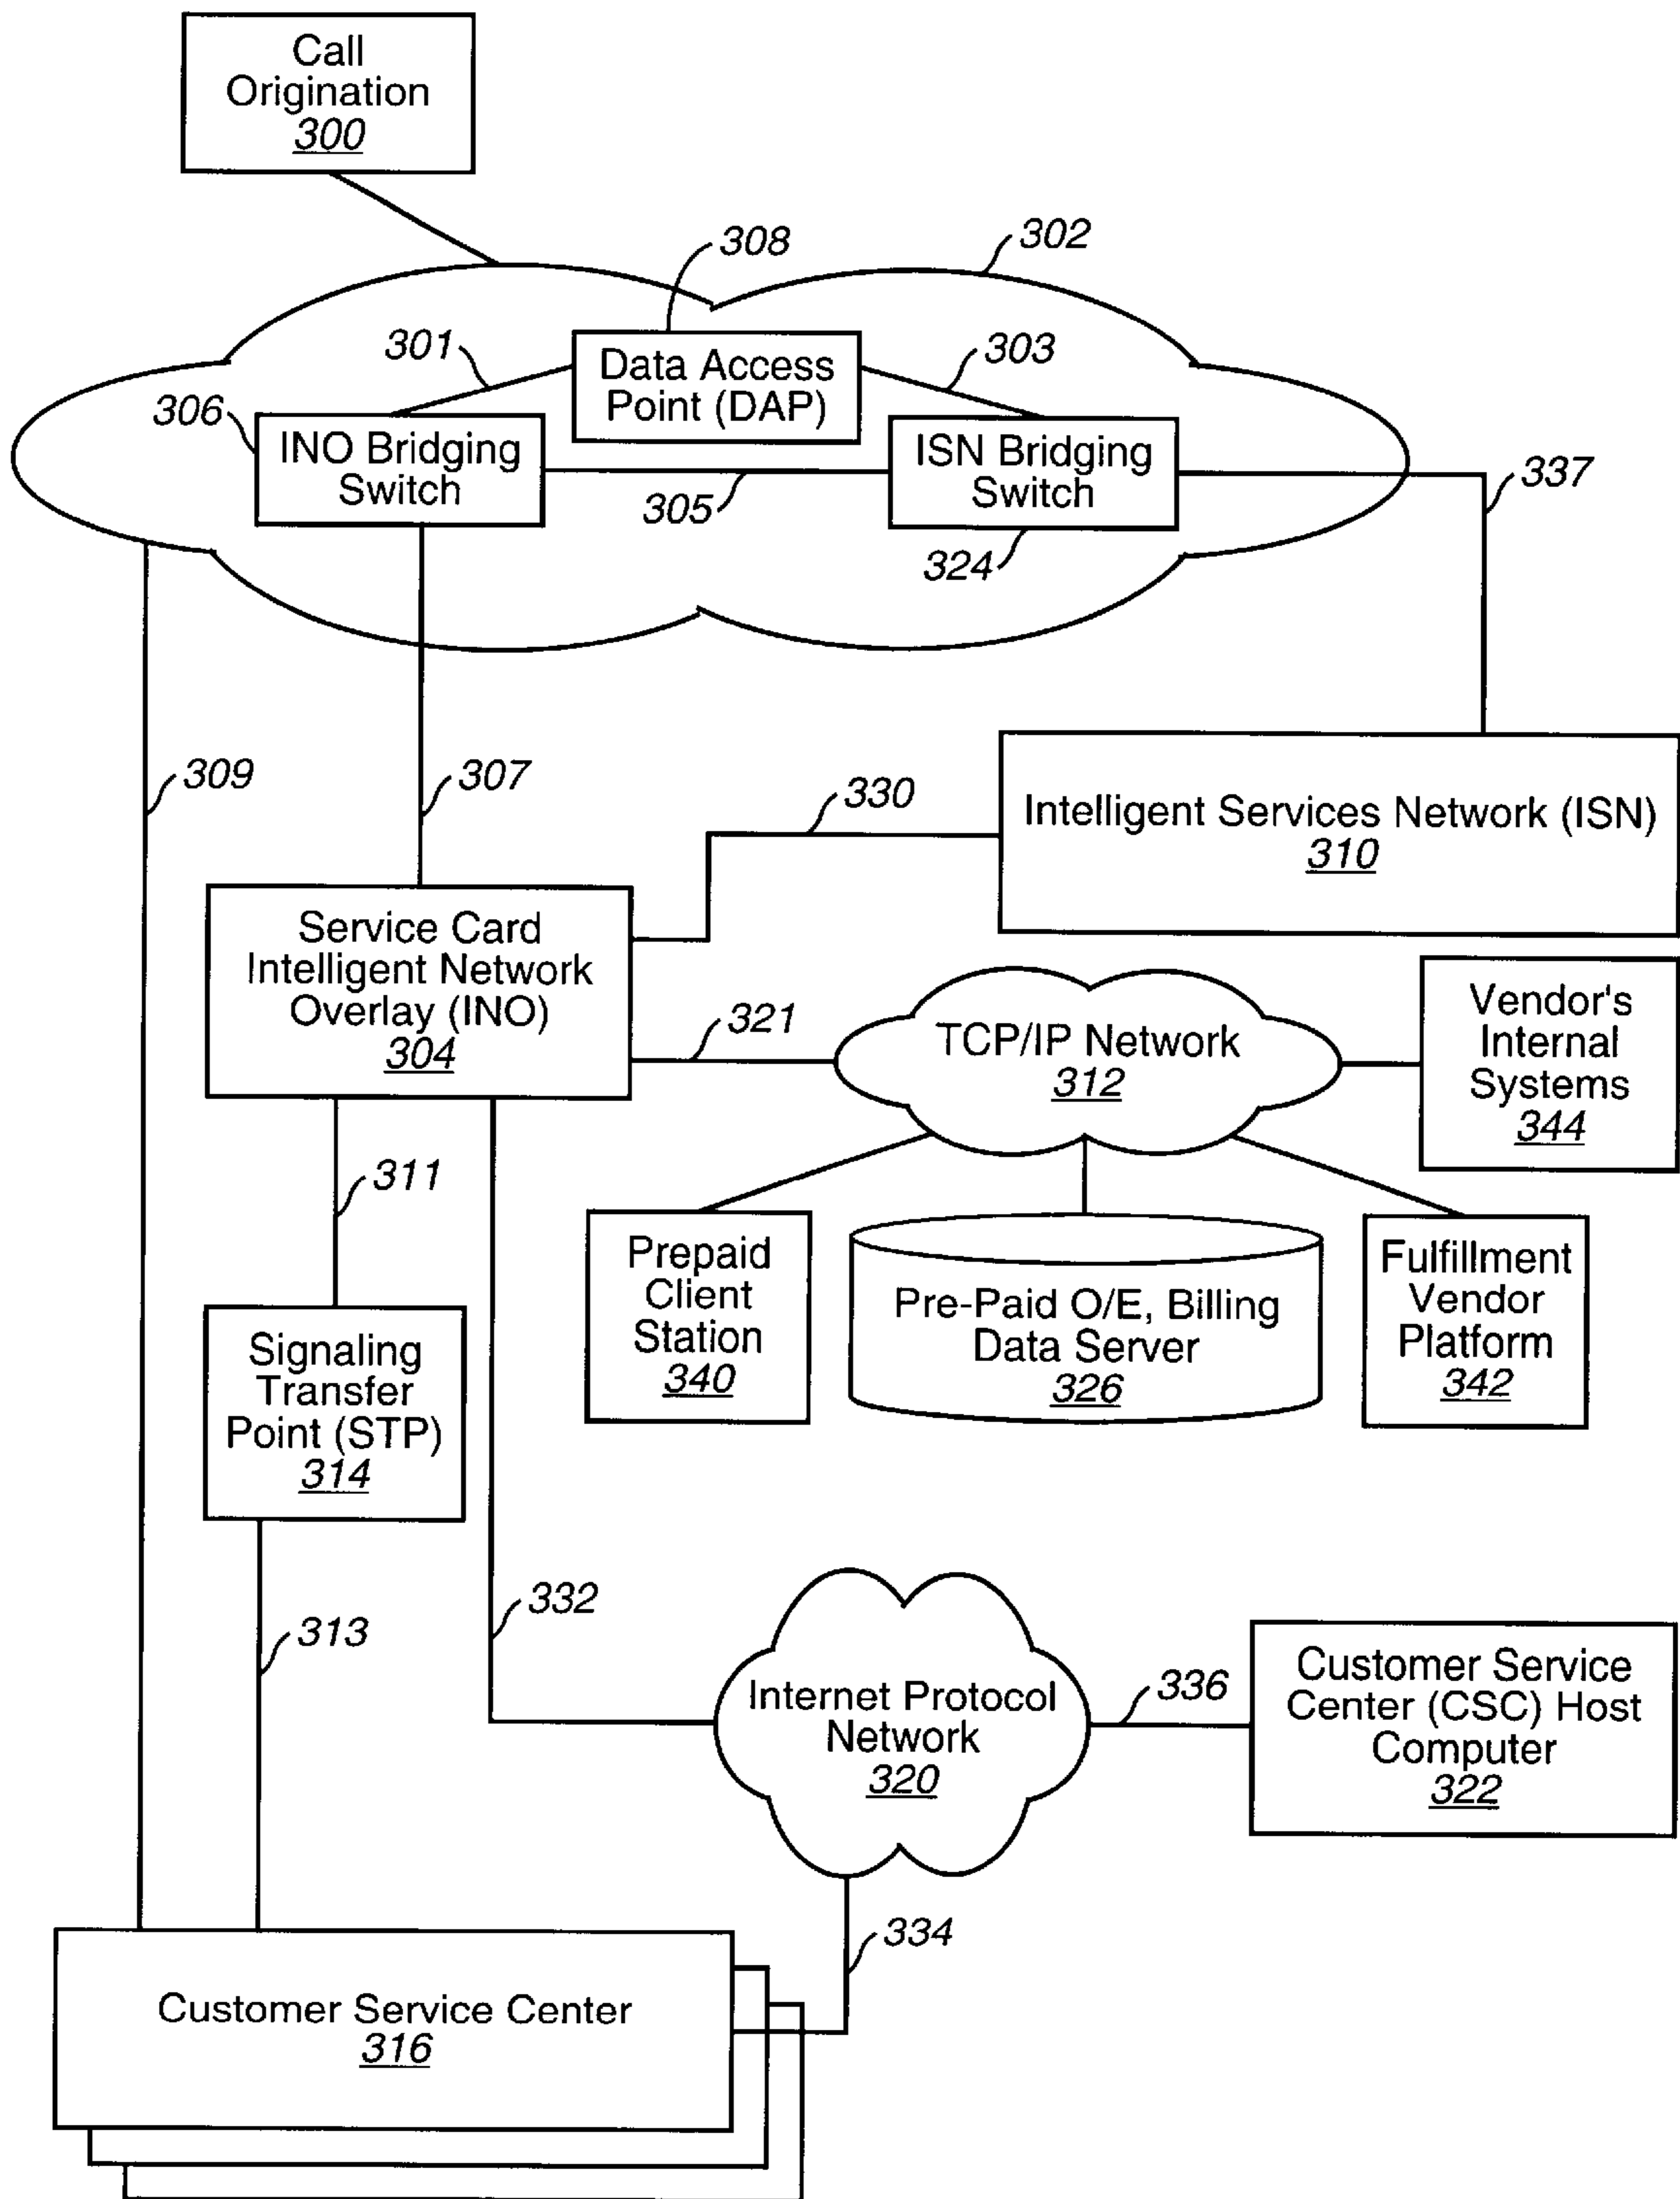 Call
Origination
300
308
302
301
303
306
Data Access
Point (DAP)
INO Bridging
Switch
ISN Bridging
Switch
305
324
337
309
307
330
Intelligent Services Network (ISN)
310
Service Card
Intelligent Network
Overlay (INO)
304
321
TCP/IP Network
312
Vendor's
Internal
Systems
344
311
Prepaid
Client
Station
340
Pre-Paid O/E, Billing
Data Server
326
Fulfillment
Vendor
Platform
342
Signaling
Transfer
Point (STP)
314
332
313
Internet Protocol
Network
320
336
Customer Service
Center (CSC) Host
Computer
322
334
Customer Service Center
316